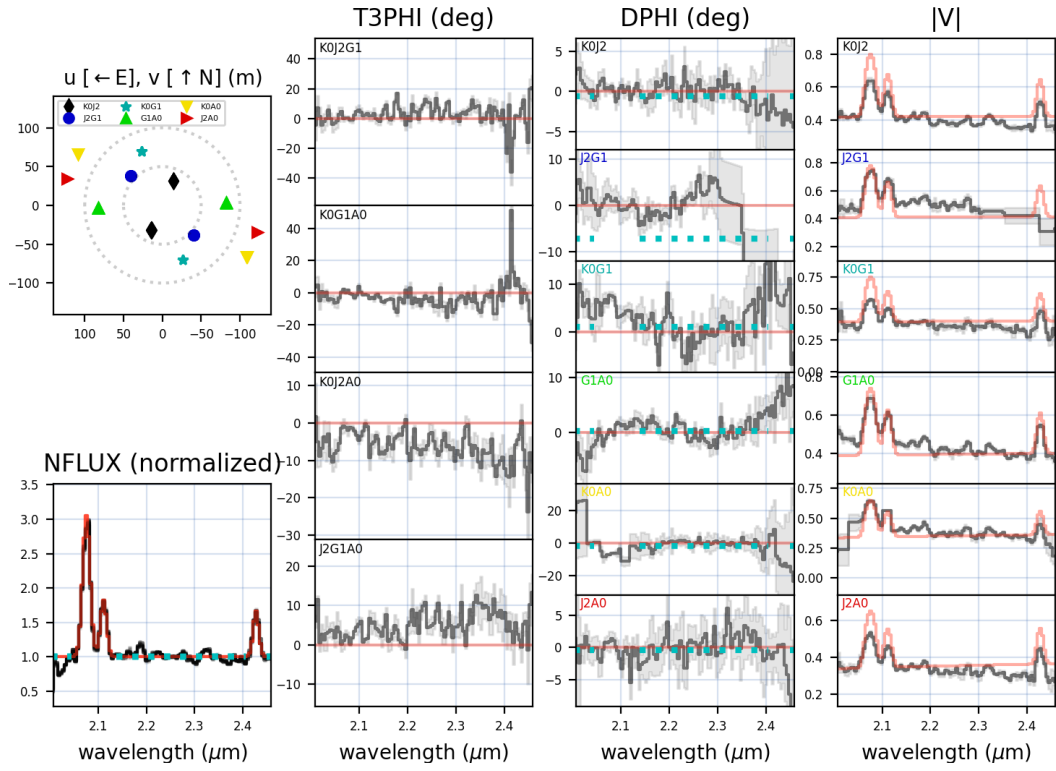 T3PHI (deg)
DPHI (deg)
|V|
u [←E], v [↑ N] (m)
K0J2
K0G1
K0A0
J2G1
G1A0
J2A0
100
50
0
−50
−100
100
50
0
−50
−100
NFLUX (normalized)
3.5
3.0
2.5
2.0
1.5
1.0
0.5
2.1
2.2
2.3
2.4
wavelength (μm)
K0J2G1
40
20
0
−20
−40
K0G1A0
40
20
0
−20
−40
K0J2A0
10
0
−10
−20
−30
J2G1A0
20
10
0
−10
2.1
2.2
2.3
2.4
wavelength (μm)
K0J2
5
0
−5
J2G1
10
0
−10
K0G1
10
0
G1A0
10
0
K0A0
20
0
−20
J2A0
5
0
−5
2.1
2.2
2.3
2.4
wavelength (μm)
K0J2
0.8
0.6
0.4
0.2
J2G1
0.8
0.6
0.4
0.2
K0G1
0.75
0.50
0.25
0.00
G1A0
0.8
0.6
0.4
K0A0
0.75
0.50
0.25
0.00
J2A0
0.6
0.4
0.2
2.1
2.2
2.3
2.4
wavelength (μm)